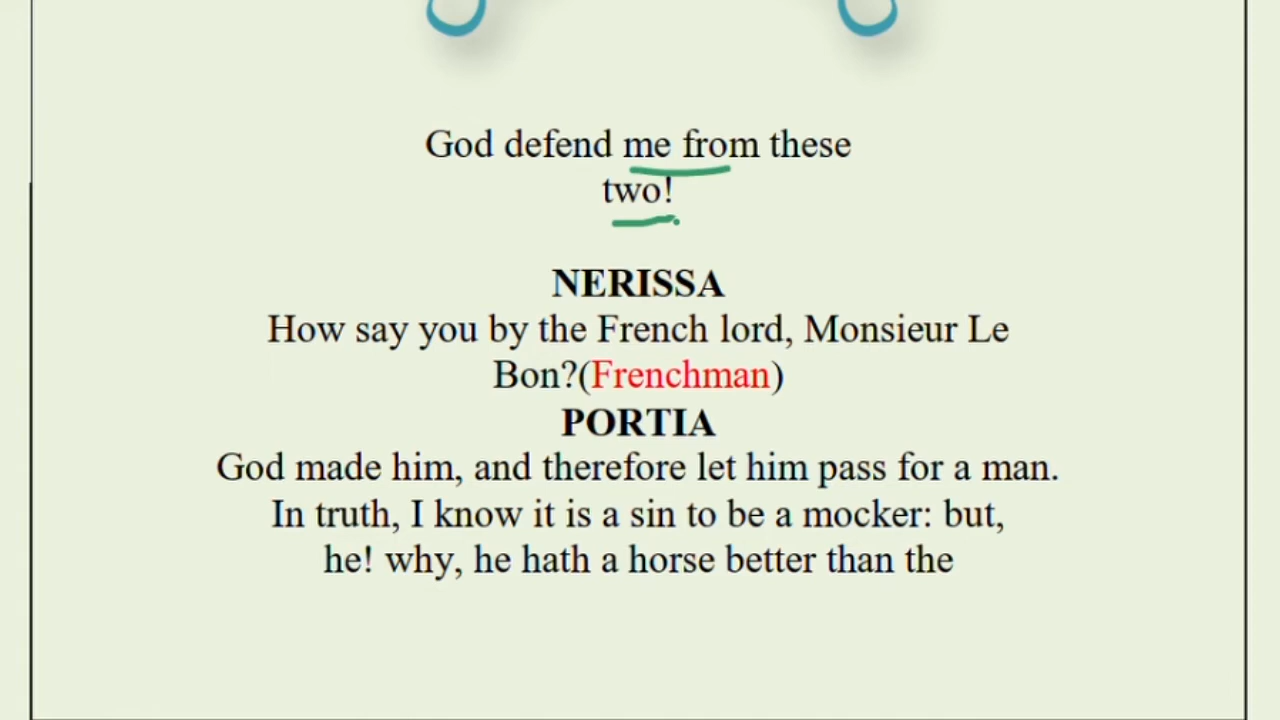 God defend me from these
two!
NERISSA
How say you by the French lord, Monsieur Le
Bon?(Frenchman)
PORTIA
God made him, and therefore let him pass for a man.
In truth, I know it is a sin to be a mocker: but,
he! why, he hath a horse better than the